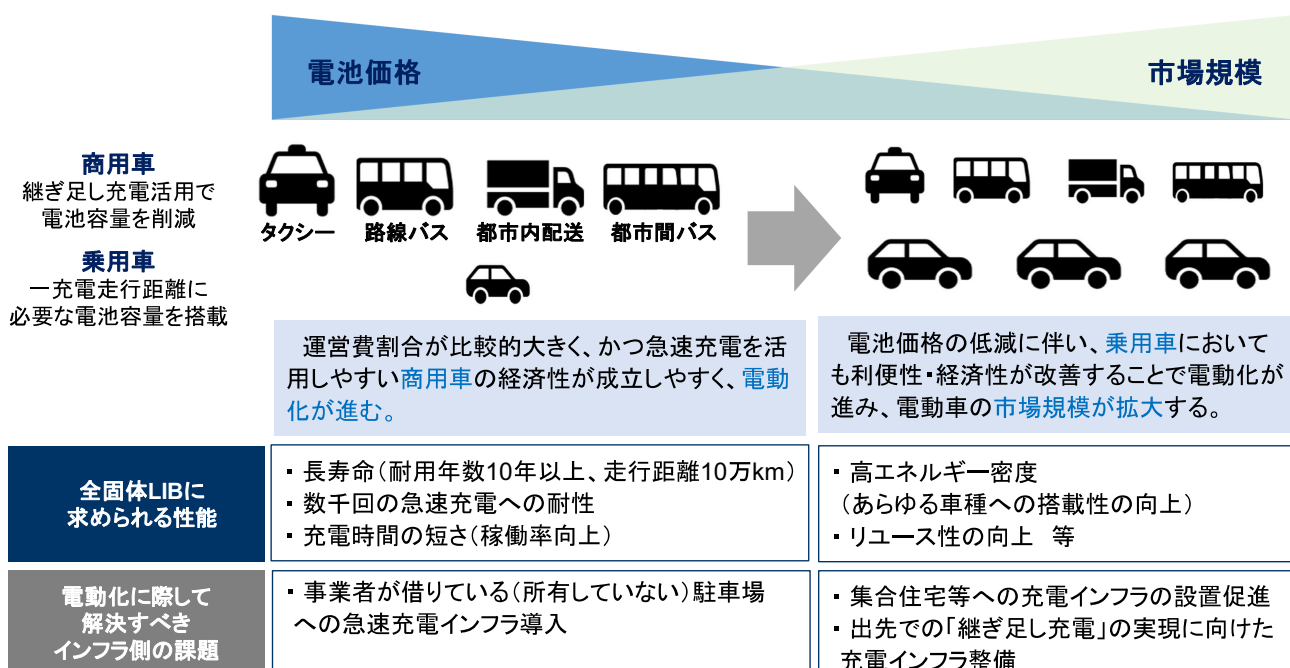 電池価格
市場規模
商用車
継ぎ足し充電活用で
電池容量を削減
乗用車
一充電走行距離に
必要な電池容量を搭載
タクシー
路線バス
都市内配送
都市間バス
運営費割合が比較的大きく、かつ急速充電を活
用しやすい商用車の経済性が成立しやすく、電動
化が進む。
電池価格の低減に伴い、乗用車において
も利便性・経済性が改善することで電動化が
進み、電動車の市場規模が拡大する。
全固体LIBに
求められる性能
・長寿命（耐用年数10年以上、走行距離10万km）
・数千回の急速充電への耐性
・充電時間の短さ（稼働率向上）
・高エネルギー密度
（あらゆる車種への搭載性の向上）
・リユース性の向上　等
電動化に際して
解決すべき
インフラ側の課題
・事業者が借りている（所有していない）駐車場
への急速充電インフラ導入
・集合住宅等への充電インフラの設置促進
・出先での「継ぎ足し充電」の実現に向けた
充電インフラ整備